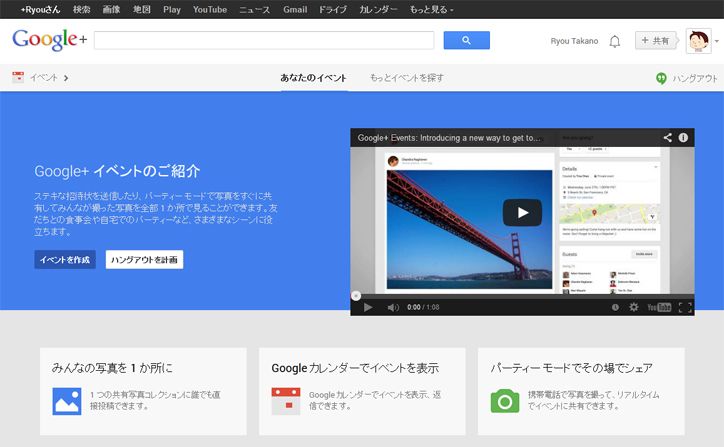 +Ryouさん 検索 画像 地図 Play YouTube ニュース Gmail ドライブ カレンダー もっと見る
Google+
Ryou Takano
+ 共有
イベント
あなたのイベント
もっとイベントを探す
ハングアウト
Google+ イベントのご紹介
ステキな招待状を送信したり、パーティー モードで写真をすぐに共
有してみんなが撮った写真を全部 1 か所で見ることができます。友
だちとの食事会や自宅でのパーティーなど、さまざまなシーンに役
立ちます。
イベントを作成
ハングアウトを計画
Google+ Events: Introducing a new way to get to...
Details
Guests
Invite more
0:00 / 1:08
YouTube
みんなの写真を 1 か所に
1 つの共有写真コレクションに誰でも直
接投稿できます。
Google カレンダーでイベントを表示
Google カレンダーでイベントを表示、返
信できます。
パーティー モードでその場でシェア
携帯電話で写真を撮って、リアルタイム
でイベントに共有できます。